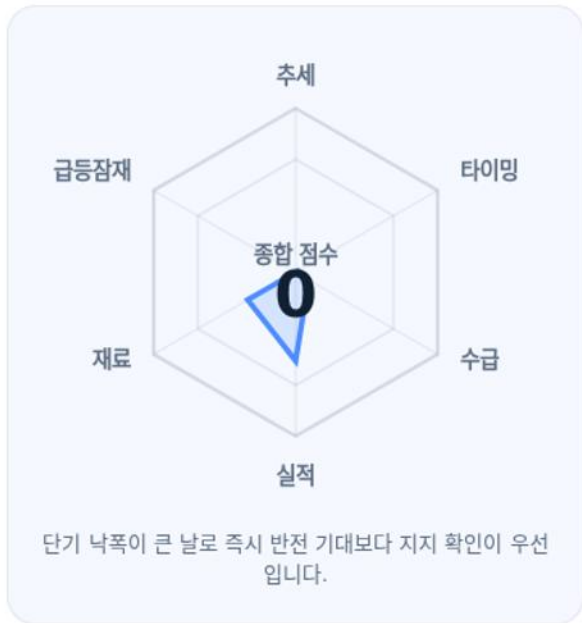 추세
급등잠재
타이밍
종합 점수
0
재료
수급
실적
단기 낙폭이 큰 날로 즉시 반전 기대보다 지지 확인이 우선
입니다.